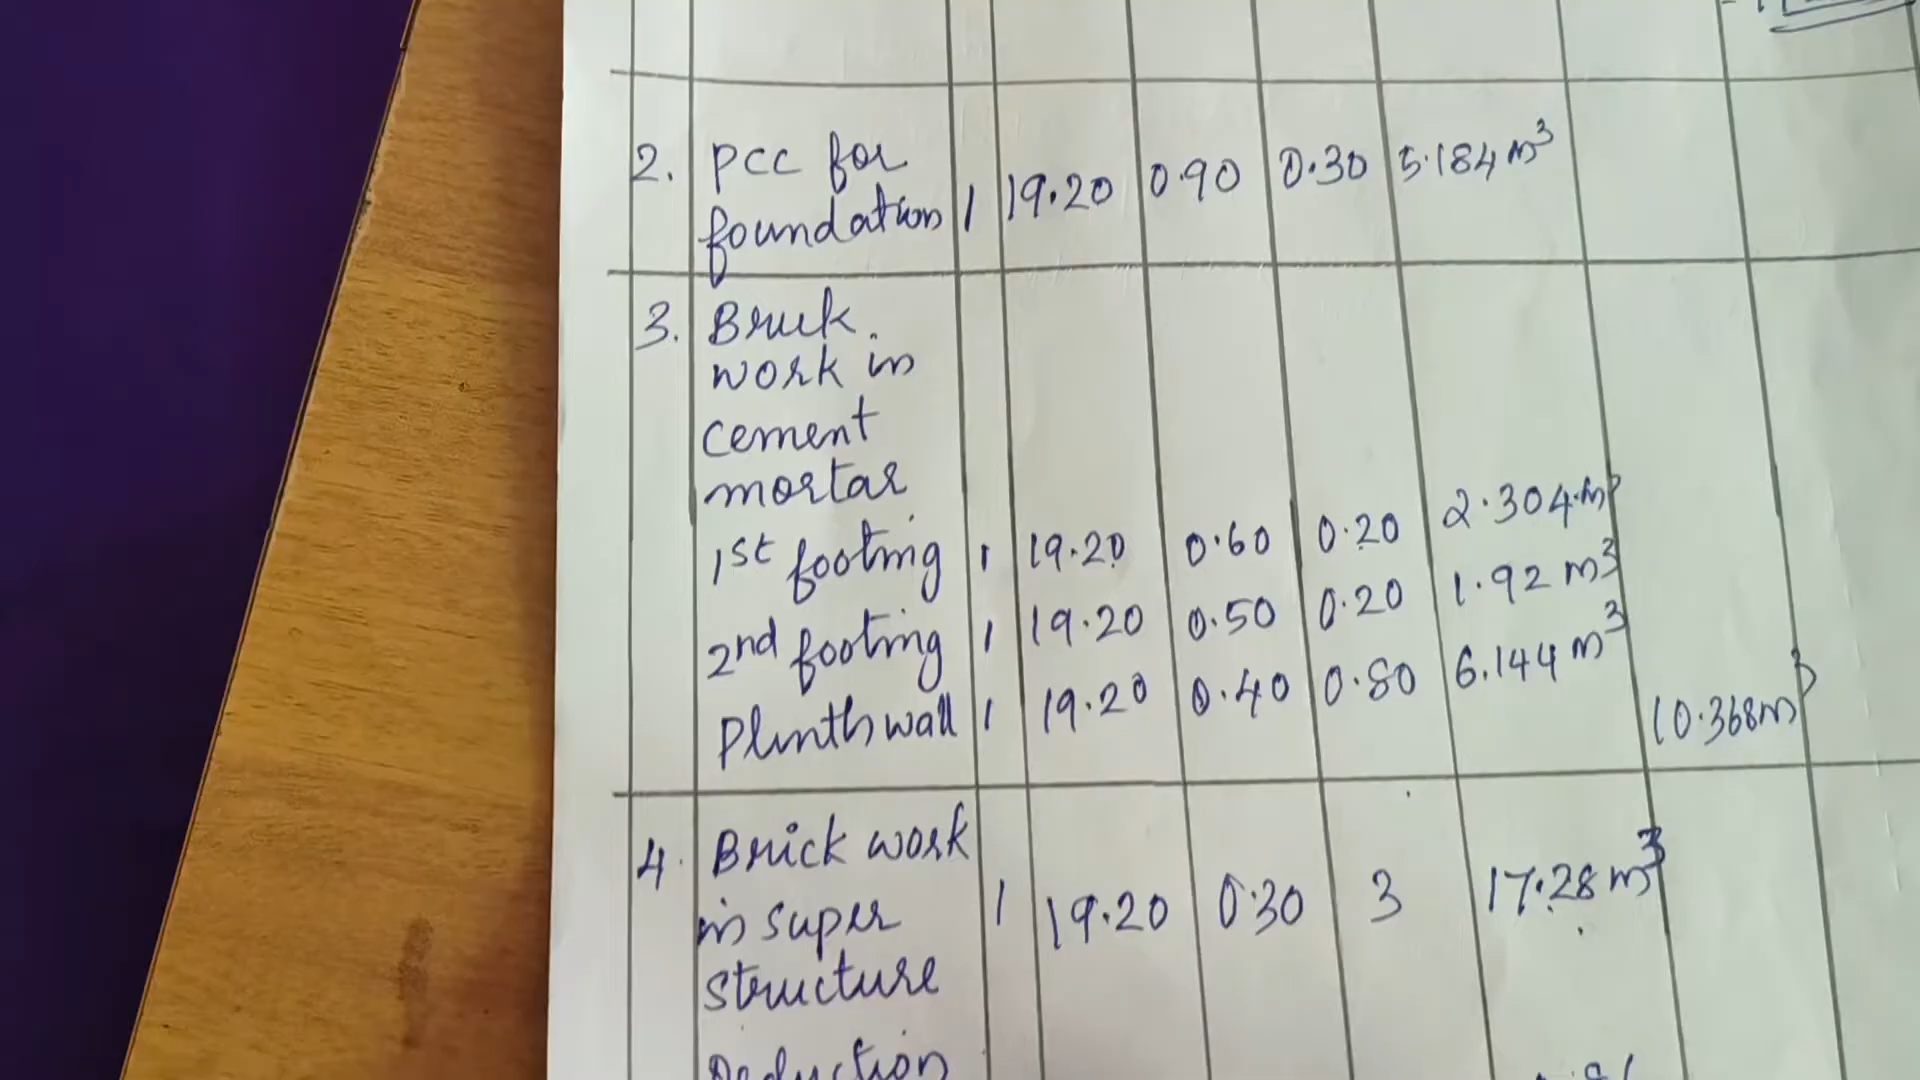 2. PCC for
foundation 1 19.20 0.90 0.30 5.184 m³
3. Brick
work in
cement
mortar
1st footing 1 19.20 0.60 0.20 2.304 m³
2nd footing 1 19.20 0.50 0.20 1.92 m³
Plinth wall 1 19.20 0.40 0.80 6.144 m³ 10.368m³
4. Brick work
in super 1 19.20 0.30 3 17.28 m³
structure
Deduction